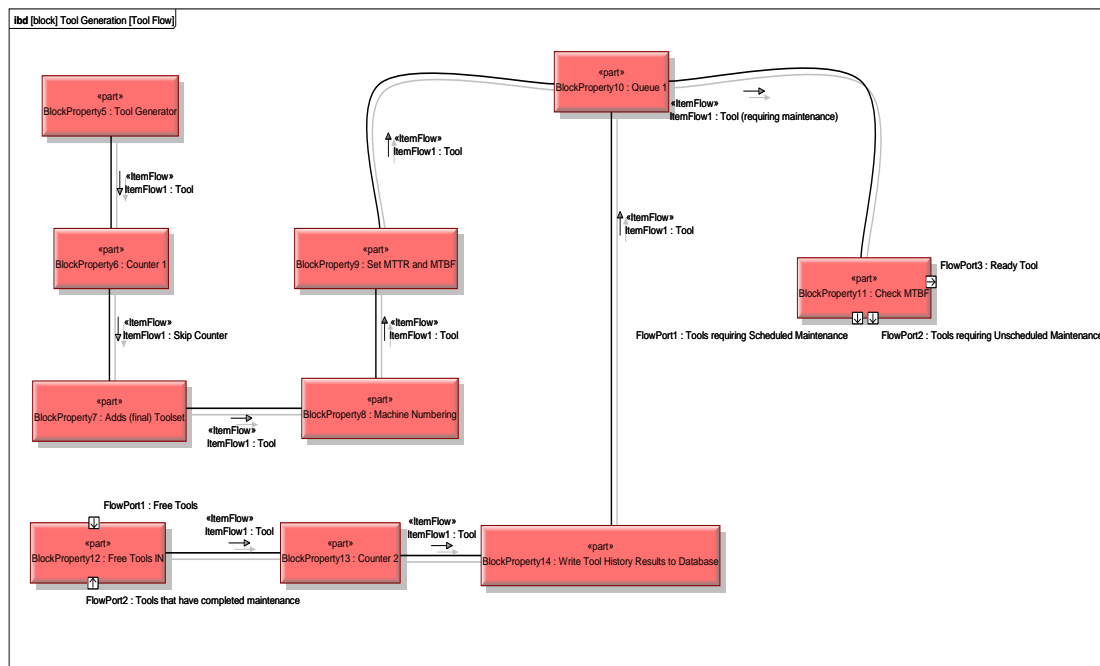 ibd [block] Tool Generation [Tool Flow]
«part»
BlockProperty5 : Tool Generator
«ItemFlow»
ItemFlow1 : Tool
«part»
BlockProperty6 : Counter 1
«ItemFlow»
ItemFlow1 : Skip Counter
«part»
BlockProperty7 : Adds (final) Toolset
«ItemFlow»
ItemFlow1 : Tool
«part»
BlockProperty8 : Machine Numbering
«ItemFlow»
ItemFlow1 : Tool
«part»
BlockProperty9 : Set MTTR and MTBF
«ItemFlow»
ItemFlow1 : Tool
«part»
BlockProperty10 : Queue 1
«ItemFlow»
ItemFlow1 : Tool (requiring maintenance)
«ItemFlow»
ItemFlow1 : Tool
«part»
BlockProperty11 : Check MTBF
FlowPort3 : Ready Tool
FlowPort1 : Tools requiring Scheduled Maintenance
FlowPort2 : Tools requiring Unscheduled Maintenance
FlowPort1 : Free Tools
«part»
BlockProperty12 : Free Tools IN
FlowPort2 : Tools that have completed maintenance
«ItemFlow»
ItemFlow1 : Tool
«part»
BlockProperty13 : Counter 2
«ItemFlow»
ItemFlow1 : Tool
«part»
BlockProperty14 : Write Tool History Results to Database